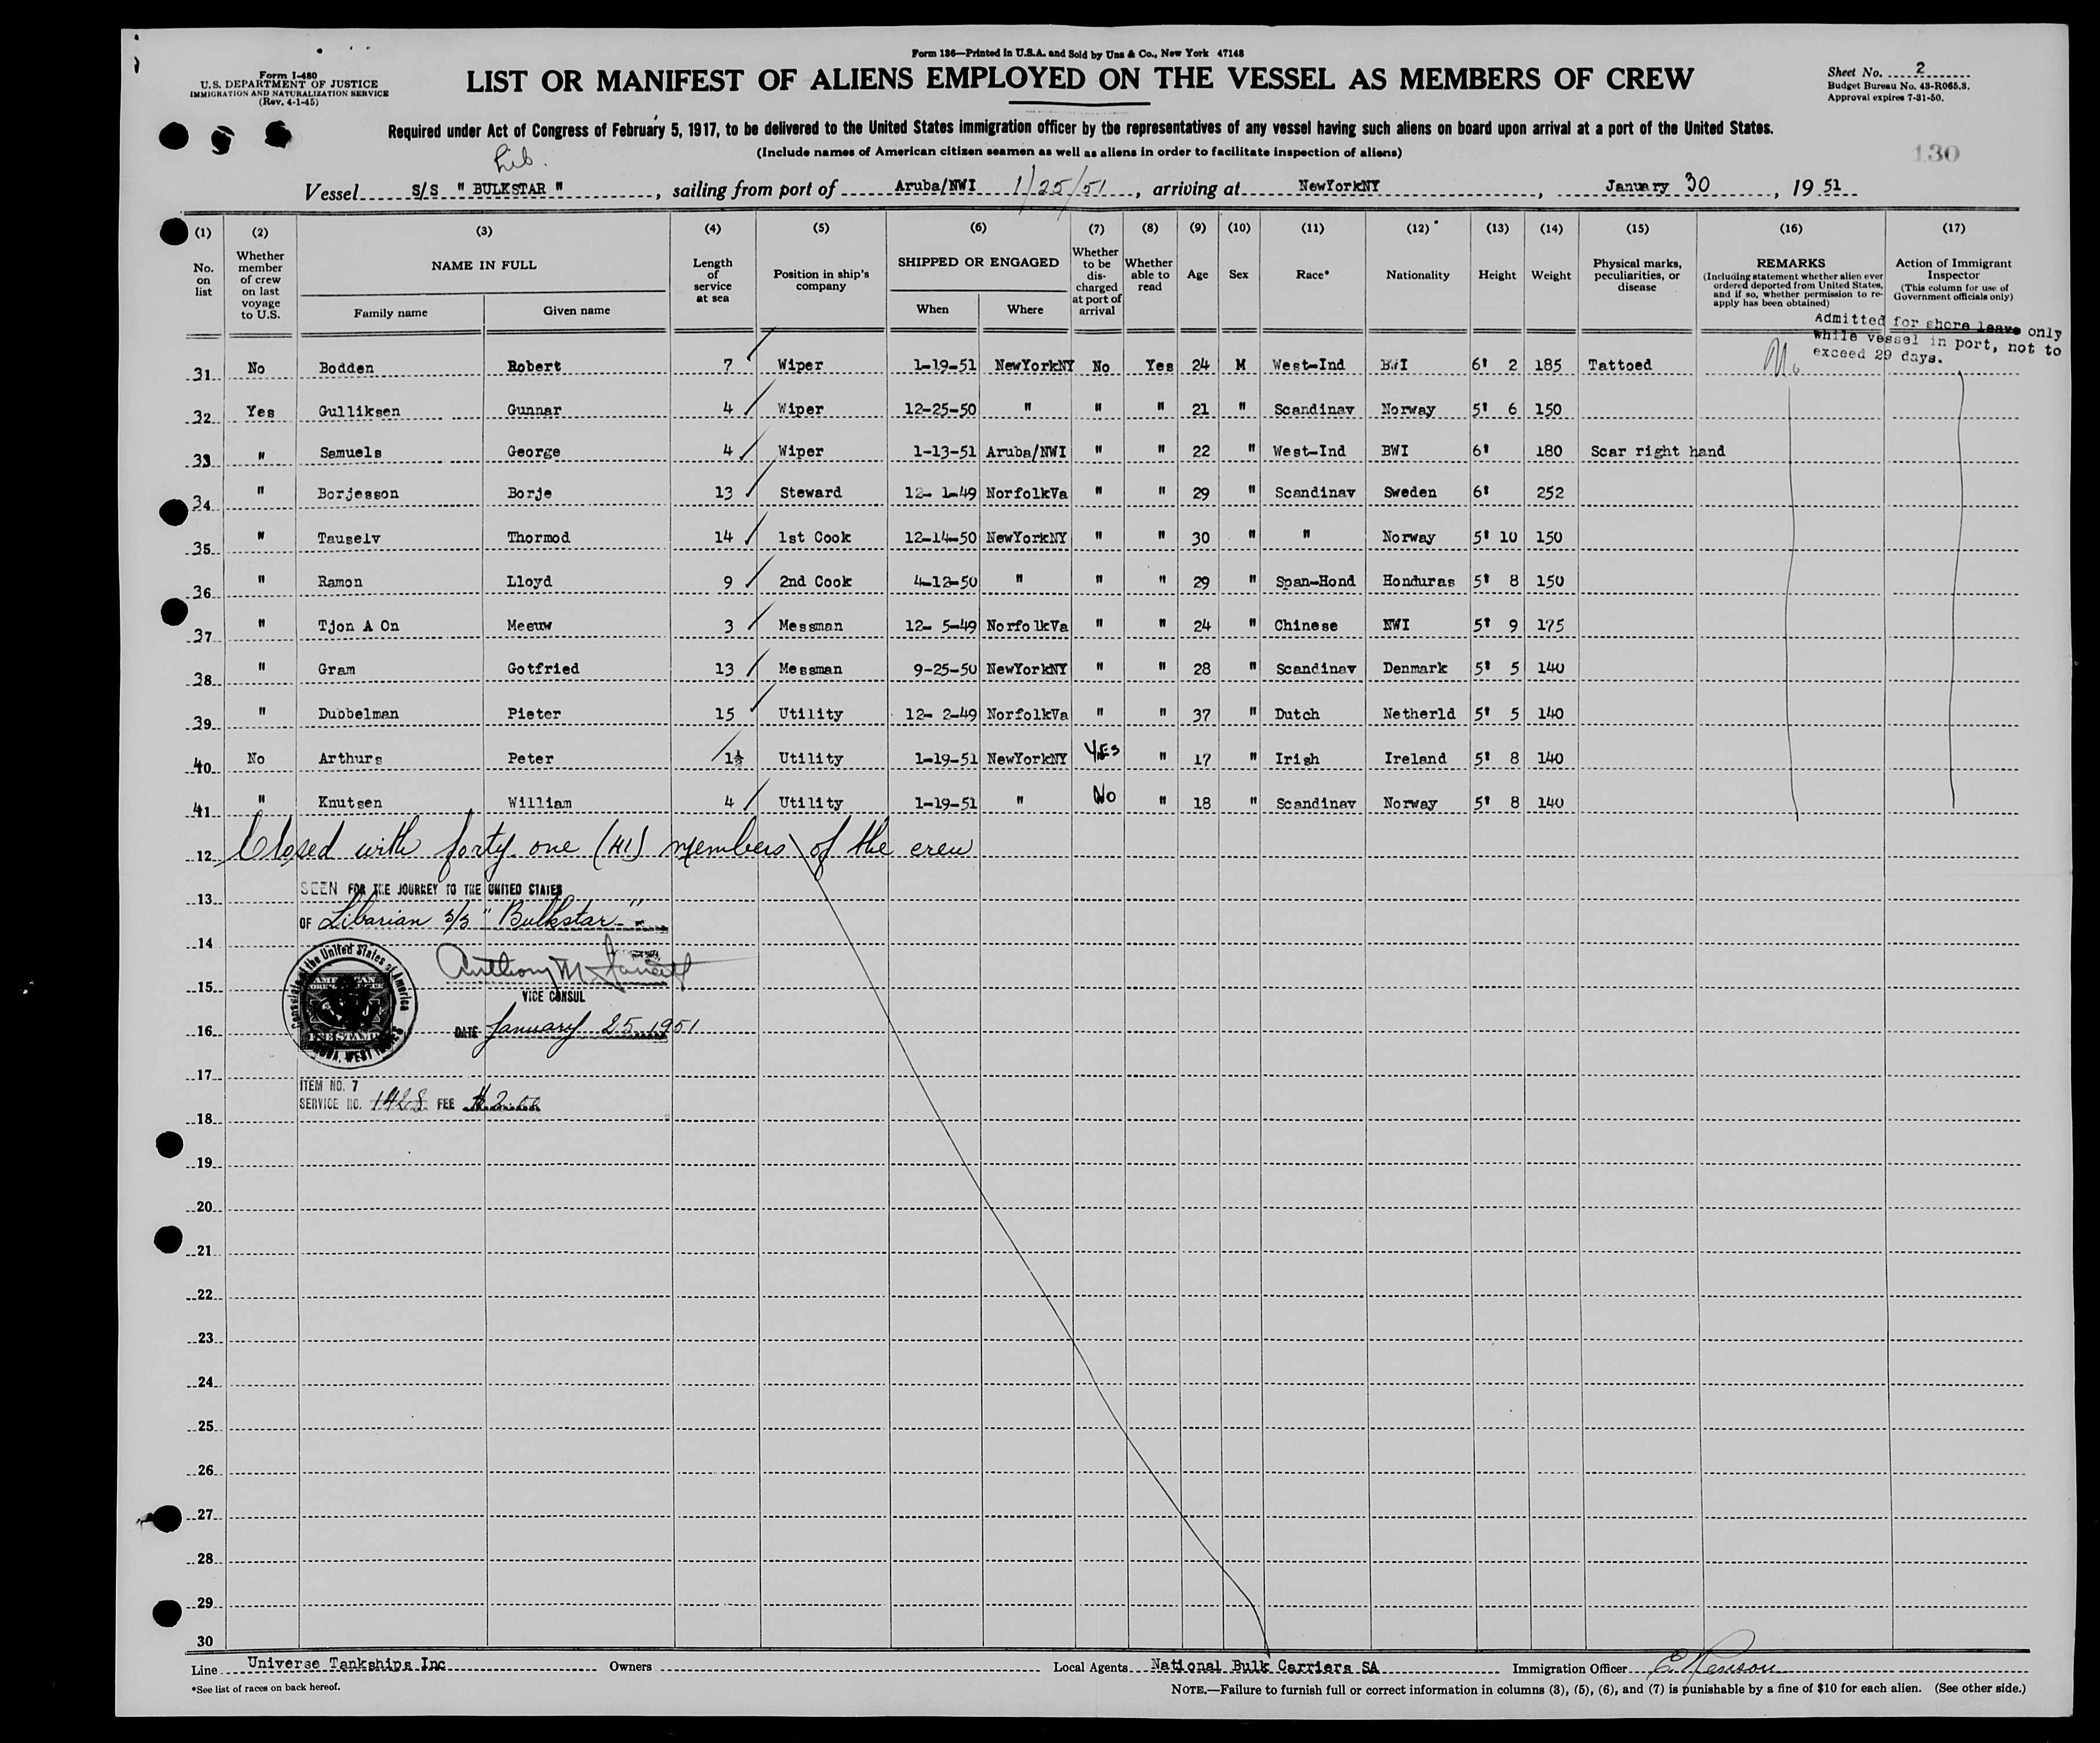 Form 136—Printed in U.S.A. and Sold by Uns & Co., New York 47148
Form I-480
U.S. DEPARTMENT OF JUSTICE
IMMIGRATION AND NATURALIZATION SERVICE
(Rev. 4-1-45)
LIST OR MANIFEST OF ALIENS EMPLOYED ON THE VESSEL AS MEMBERS OF CREW
Sheet No. 2
Budget Bureau No. 43-R065.3.
Approval expires 7-31-50.
Required under Act of Congress of February 5, 1917, to be delivered to the United States immigration officer by the representatives of any vessel having such aliens on board upon arrival at a port of the United States.
(Include names of American citizen seamen as well as aliens in order to facilitate inspection of aliens)
130
Lib.
Vessel S/S " BULKSTAR " , sailing from port of Aruba/NWI 1/25/51 , arriving at NewYorkNY , January 30 , 19 51
(1) (2) (3) (4) (5) (6) (7) (8) (9) (10) (11) (12) (13) (14) (15) (16) (17)
No. on list
Whether member of crew on last voyage to U.S.
NAME IN FULL
Family name Given name
Length of service at sea
Position in ship's company
SHIPPED OR ENGAGED
When Where
Whether to be discharged at port of arrival
Whether able to read
Age
Sex
Race*
Nationality
Height
Weight
Physical marks, peculiarities, or disease
REMARKS
(Including statement whether alien ever ordered deported from United States, and if so, whether permission to re-apply has been obtained)
Action of Immigrant Inspector
(This column for use of Government officials only)
Admitted for shore leave only
while vessel in port, not to
exceed 29 days.
31 No Bodden Robert 7 Wiper 1-19-51 NewYorkNY No Yes 24 M West-Ind BWI 6' 2 185 Tattoed
32 Yes Gulliksen Gunnar 4 Wiper 12-25-50 " " " 21 " Scandinav Norway 5' 6 150
33 " Samuels George 4 Wiper 1-13-51 Aruba/NWI " " 22 " West-Ind BWI 6' 180 Scar right hand
34 " Borjesson Borje 13 Steward 12- 1-49 NorfolkVa " " 29 " Scandinav Sweden 6' 252
35 " Tauselv Thormod 14 1st Cook 12-14-50 NewYorkNY " " 30 " " Norway 5' 10 150
36 " Ramon Lloyd 9 2nd Cook 4-12-50 " " " 29 " Span-Hond Honduras 5' 8 150
37 " Tjon A On Meeuw 3 Messman 12- 5-49 NorfolkVa " " 24 " Chinese NWI 5' 9 175
38 " Gram Gotfried 13 Messman 9-25-50 NewYorkNY " " 28 " Scandinav Denmark 5' 5 140
39 " Dubbelman Pieter 15 Utility 12- 2-49 NorfolkVa " " 37 " Dutch Netherld 5' 5 140
40 No Arthurs Peter 1½ Utility 1-19-51 NewYorkNY YES " 17 " Irish Ireland 5' 8 140
41 " Knutsen William 4 Utility 1-19-51 " No " 18 " Scandinav Norway 5' 8 140
12 Closed with forty one (41) members of the crew
SEEN FOR THE JOURNEY TO THE UNITED STATES
13
OF Libarian S/S "Bulkstar"
14
Anthony M.
15
VICE CONSUL
16
DATE January 25 1951
17
ITEM NO. 7
SERVICE NO. 1428 FEE
18
19
20
21
22
23
24
25
26
27
28
29
30
Line Universe Tankships Inc Owners Local Agents National Bulk Carriers SA Immigration Officer
*See list of races on back hereof.
NOTE.—Failure to furnish full or correct information in columns (3), (5), (6), and (7) is punishable by a fine of $10 for each alien. (See other side.)